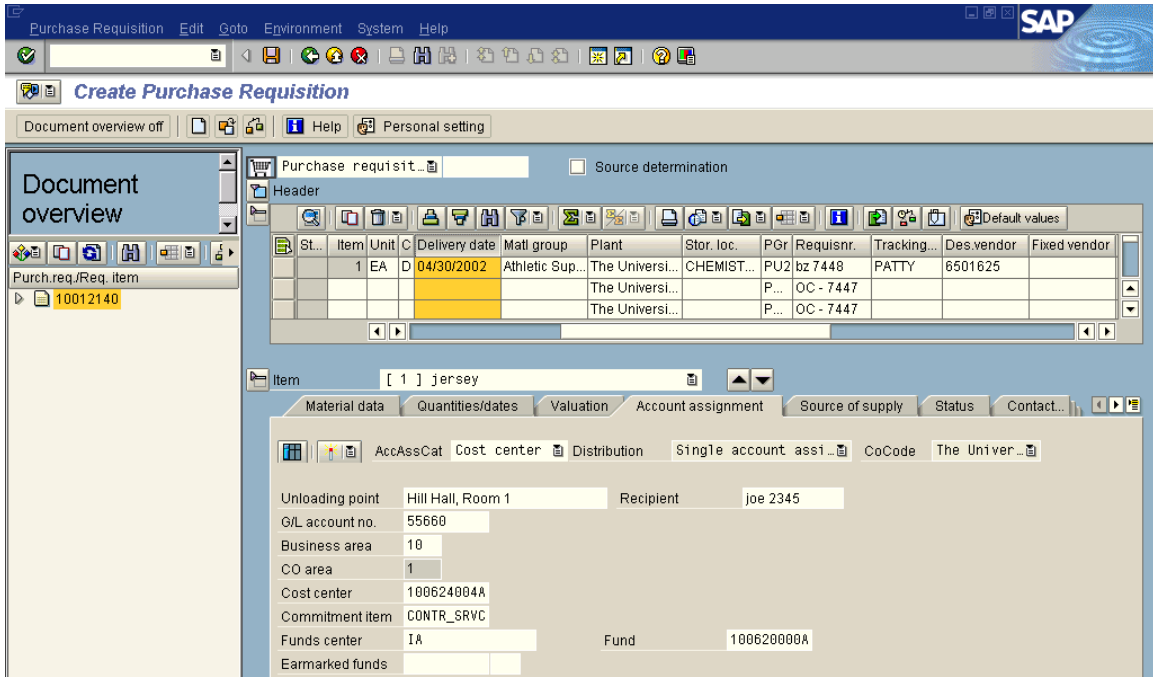 Purchase Requisition Edit Goto Environment System Help
SAP
Create Purchase Requisition
Document overview off Help Personal setting
Document
overview
Purch.req./Req. item
10012140
Purchase requisit… Source determination
Header
Default values
St... Item Unit C Delivery date Matl group Plant Stor. loc. PGr Requisnr. Tracking... Des.vendor Fixed vendor
1 EA D 04/30/2002 Athletic Sup... The Universi... CHEMIST... PU2 bz 7448 PATTY 6501625
The Universi... P... OC - 7447
The Universi... P... OC - 7447
Item [ 1 ] jersey
Material data Quantities/dates Valuation Account assignment Source of supply Status Contact...
AccAssCat Cost center Distribution Single account assi… CoCode The Univer…
Unloading point Hill Hall, Room 1 Recipient joe 2345
G/L account no. 55660
Business area 10
CO area 1
Cost center 100624004A
Commitment item CONTR_SRVC
Funds center IA Fund 100620000A
Earmarked funds